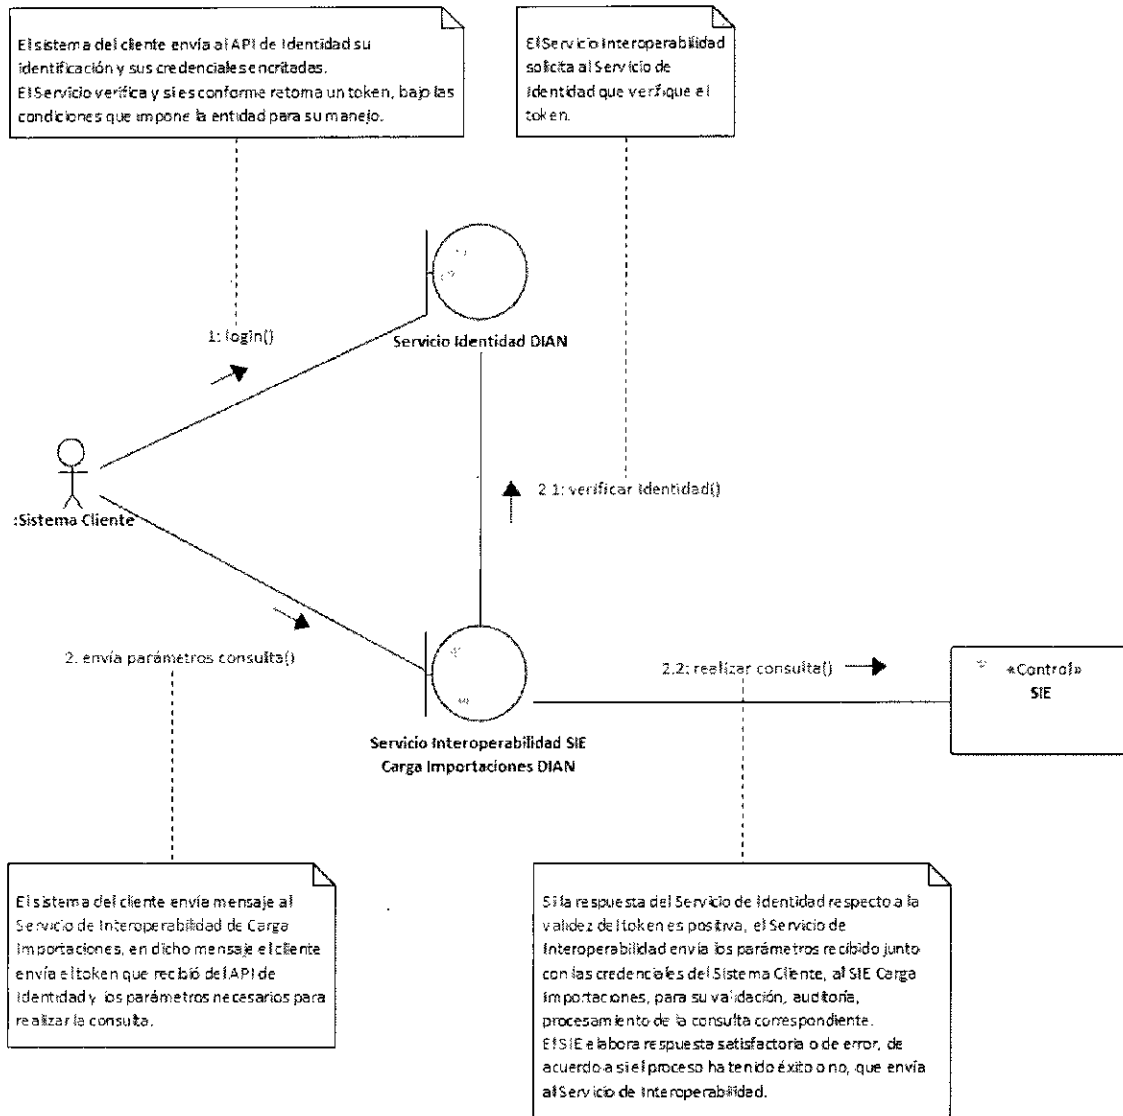 El sistema del cliente envía al API de Identidad su
identificación y sus credenciales encritadas.
El Servicio verifica y si es conforme retorna un token, bajo las
condiciones que impone la entidad para su manejo.
El Servicio Interoperabilidad
solicita al Servicio de
Identidad que verifique el
token.
1: login()
Servicio Identidad DIAN
:Sistema Cliente
2.1: verificar Identidad()
2. envía parámetros consulta()
2.2: realizar consulta()
«Control»
SIE
Servicio Interoperabilidad SIE
Carga Importaciones DIAN
El sistema del cliente envía mensaje al
Servicio de Interoperabilidad de Carga
Importaciones, en dicho mensaje el cliente
envía el token que recibió del API de
Identidad y los parámetros necesarios para
realizar la consulta.
Si la respuesta del Servicio de Identidad respecto a la
validez del token es positiva, el Servicio de
Interoperabilidad envía los parámetros recibido junto
con las credenciales del Sistema Cliente, al SIE Carga
Importaciones, para su validación, auditoría,
procesamiento de la consulta correspondiente.
El SIE elabora respuesta satisfactoria o de error, de
acuerdo a si el proceso ha tenido éxito o no, que envía
al Servicio de Interoperabilidad.